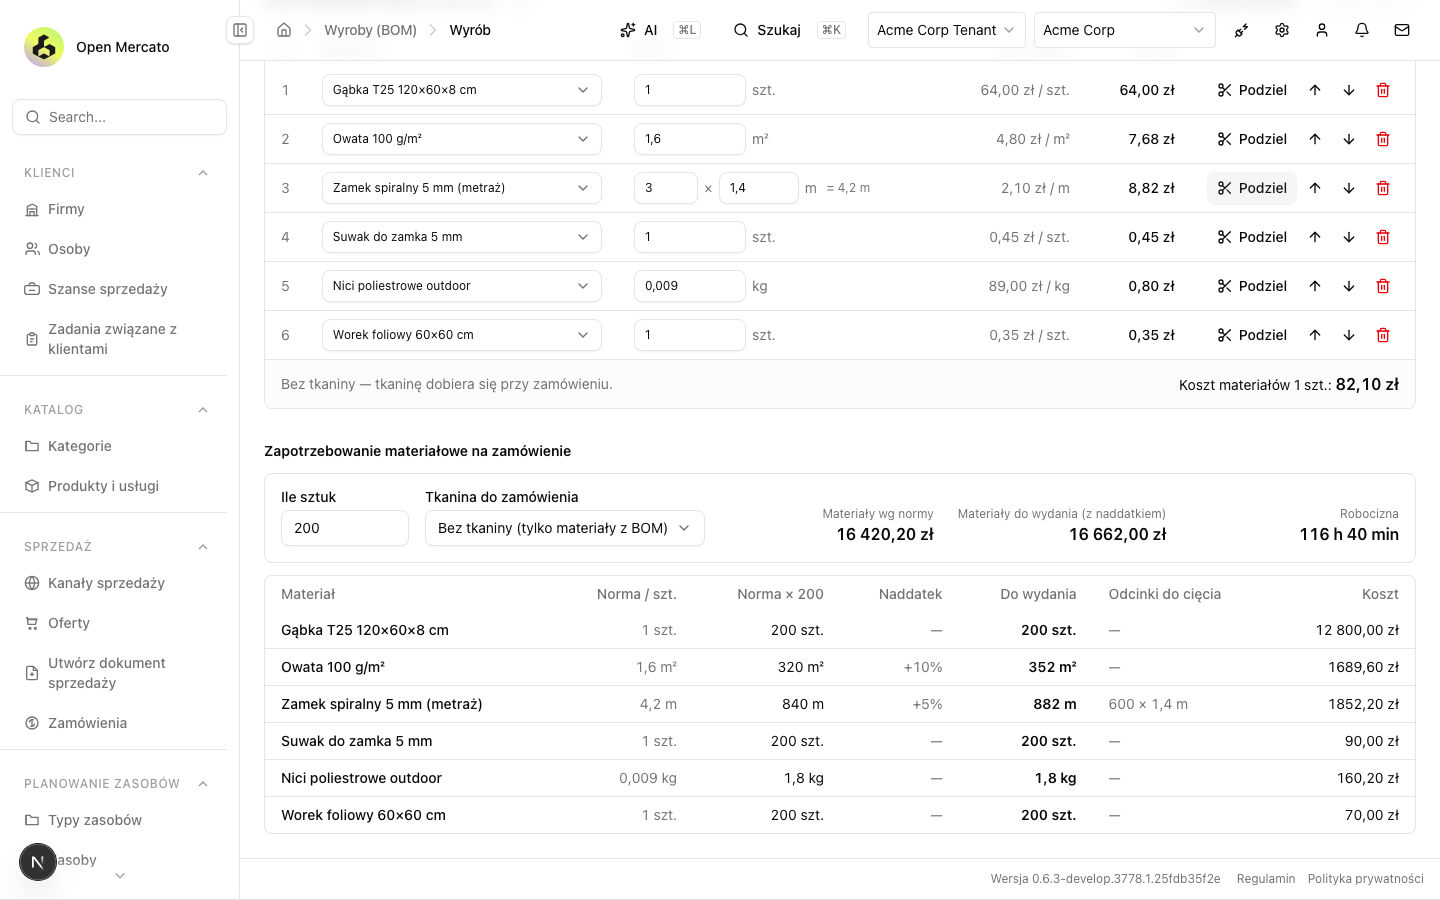 Open Mercato
Search...
KLIENCI
Firmy
Osoby
Szanse sprzedaży
Zadania związane z
klientami
KATALOG
Kategorie
Produkty i usługi
SPRZEDAŻ
Kanały sprzedaży
Oferty
Utwórz dokument
sprzedaży
Zamówienia
PLANOWANIE ZASOBÓW
Typy zasobów
asoby
N
Wyroby (BOM) Wyrób AI ⌘L Szukaj ⌘K Acme Corp Tenant Acme Corp
1 Gąbka T25 120×60×8 cm 1 szt. 64,00 zł / szt. 64,00 zł Podziel
2 Owata 100 g/m² 1,6 m² 4,80 zł / m² 7,68 zł Podziel
3 Zamek spiralny 5 mm (metraż) 3 × 1,4 m = 4,2 m 2,10 zł / m 8,82 zł Podziel
4 Suwak do zamka 5 mm 1 szt. 0,45 zł / szt. 0,45 zł Podziel
5 Nici poliestrowe outdoor 0,009 kg 89,00 zł / kg 0,80 zł Podziel
6 Worek foliowy 60×60 cm 1 szt. 0,35 zł / szt. 0,35 zł Podziel
Bez tkaniny — tkaninę dobiera się przy zamówieniu. Koszt materiałów 1 szt.: 82,10 zł
Zapotrzebowanie materiałowe na zamówienie
Ile sztuk Tkanina do zamówienia Materiały wg normy Materiały do wydania (z naddatkiem) Robocizna
200 Bez tkaniny (tylko materiały z BOM) 16 420,20 zł 16 662,00 zł 116 h 40 min
Materiał Norma / szt. Norma × 200 Naddatek Do wydania Odcinki do cięcia Koszt
Gąbka T25 120×60×8 cm 1 szt. 200 szt. — 200 szt. — 12 800,00 zł
Owata 100 g/m² 1,6 m² 320 m² +10% 352 m² — 1689,60 zł
Zamek spiralny 5 mm (metraż) 4,2 m 840 m +5% 882 m 600 × 1,4 m 1852,20 zł
Suwak do zamka 5 mm 1 szt. 200 szt. — 200 szt. — 90,00 zł
Nici poliestrowe outdoor 0,009 kg 1,8 kg — 1,8 kg — 160,20 zł
Worek foliowy 60×60 cm 1 szt. 200 szt. — 200 szt. — 70,00 zł
Wersja 0.6.3-develop.3778.1.25fdb35f2e Regulamin Polityka prywatności